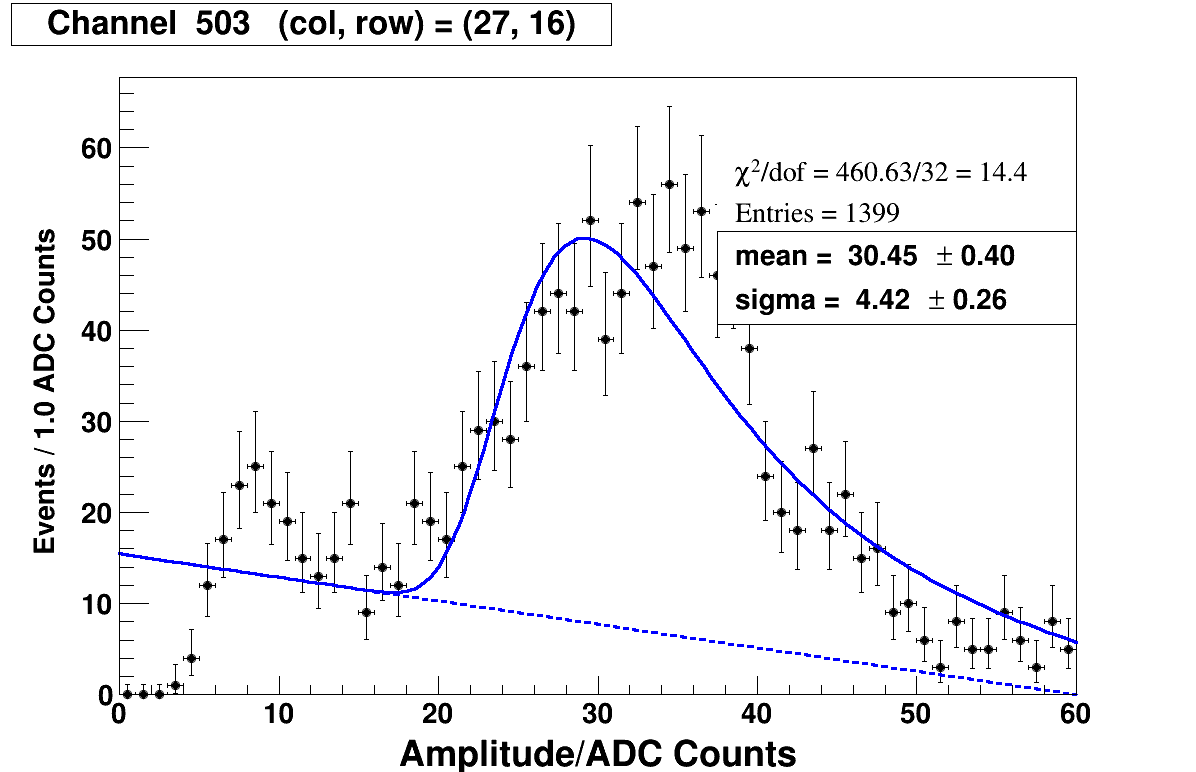 Channel 503 (col, row) = (27, 16)
χ²/dof = 460.63/32 = 14.4
Entries = 1399
mean = 30.45 ± 0.40
sigma = 4.42 ± 0.26
Events / 1.0 ADC Counts
60
50
40
30
20
10
0
0 10 20 30 40 50 60
Amplitude/ADC Counts